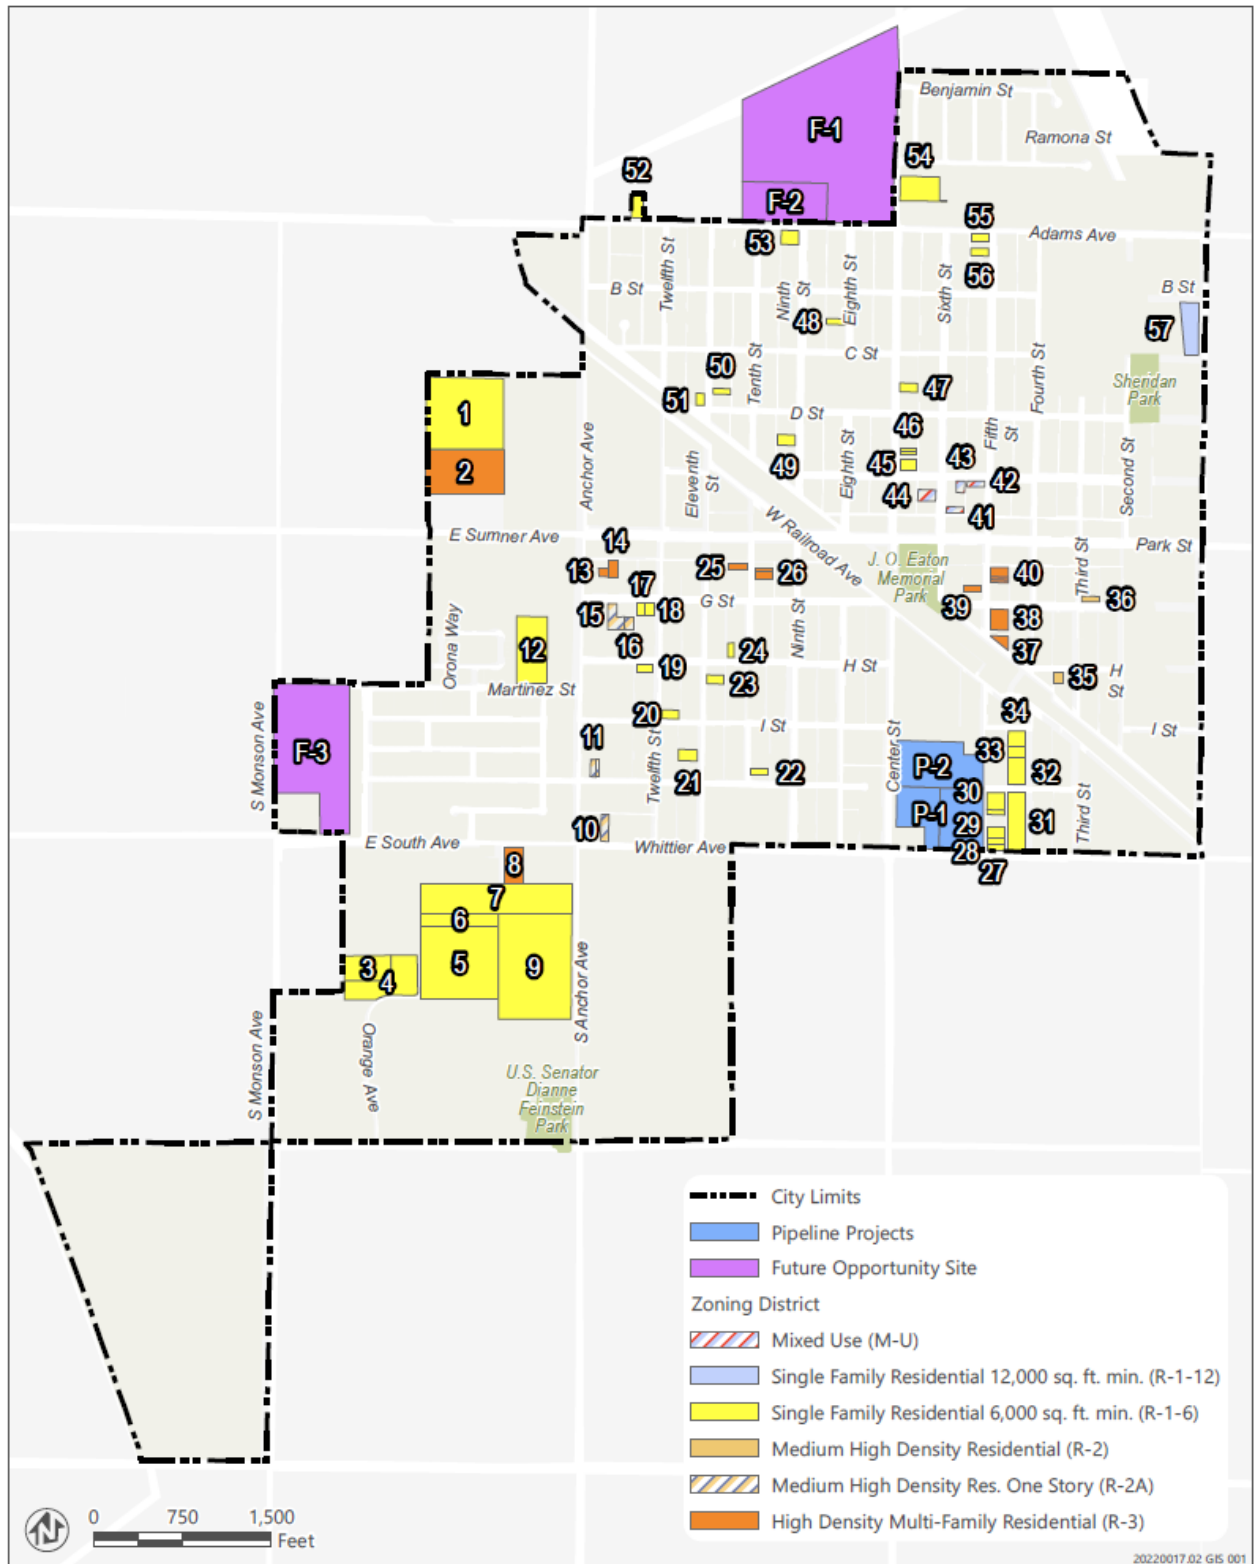 Benjamin St
F-1
Ramona St
54
52
F-2
55
Adams Ave
53
56
Twelfth St
B St
Ninth St
Eighth St
Sixth St
B St
48
57
C St
50
Tenth St
Fourth St
Sheridan
Park
47
51
1
D St
46
Fifth St
Anchor Ave
49
45
43
42
Eleventh St
Eighth St
44
Second St
2
41
W Railroad Ave
E Sumner Ave
14
Park St
J. O. Eaton
Memorial
Park
13
25
26
40
Third St
17
G St
39
36
15
18
38
16
Ninth St
12
24
37
Orona Way
19
H St
35
H St
Martinez St
23
20
34
I St
I St
S Monson Ave
F-3
11
Center St
33
Twelfth St
21
22
P-2
32
30
10
P-1
29
31
Third St
E South Ave
Whittier Ave
28
27
8
7
6
3
5
9
4
S Anchor Ave
S Monson Ave
Orange Ave
U.S. Senator
Dianne
Feinstein
Park
City Limits
Pipeline Projects
Future Opportunity Site
Zoning District
Mixed Use (M-U)
Single Family Residential 12,000 sq. ft. min. (R-1-12)
Single Family Residential 6,000 sq. ft. min. (R-1-6)
Medium High Density Residential (R-2)
Medium High Density Res. One Story (R-2A)
High Density Multi-Family Residential (R-3)
N
0 750 1,500
Feet
20220017.02 GIS 001